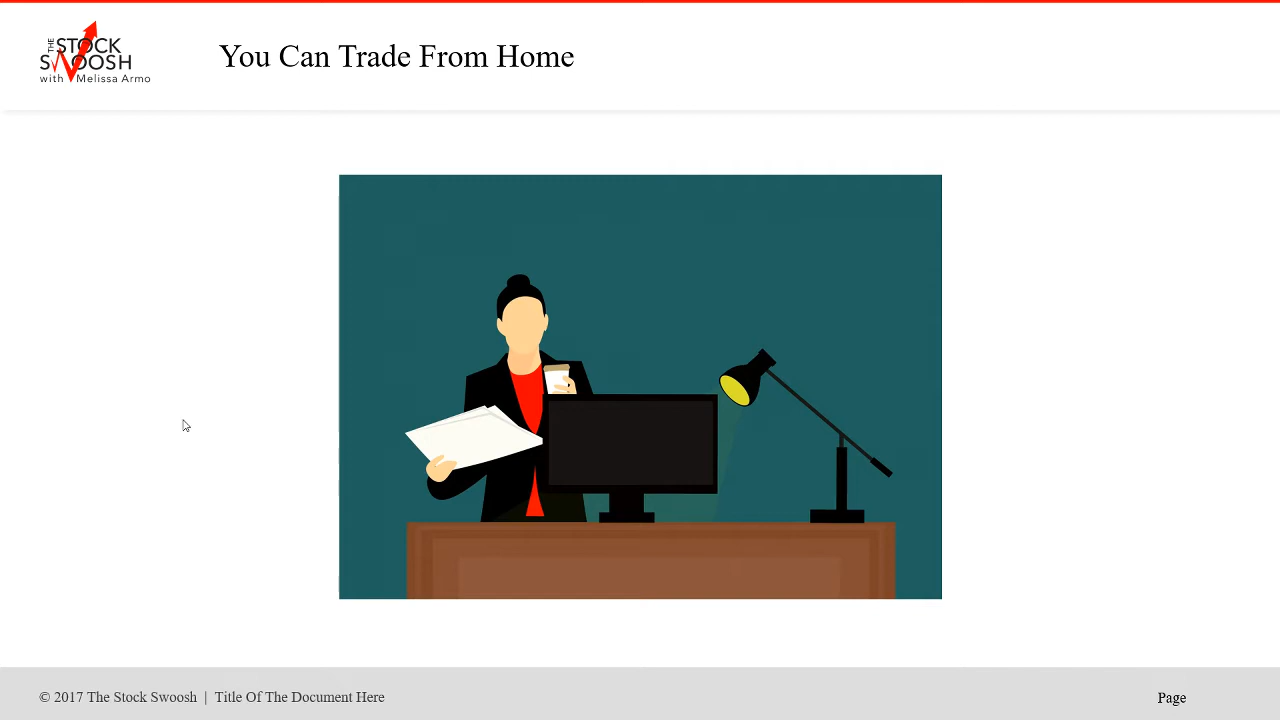 THE STOCK
SWOOSH
with Melissa Armo
You Can Trade From Home
© 2017 The Stock Swoosh | Title Of The Document Here
Page